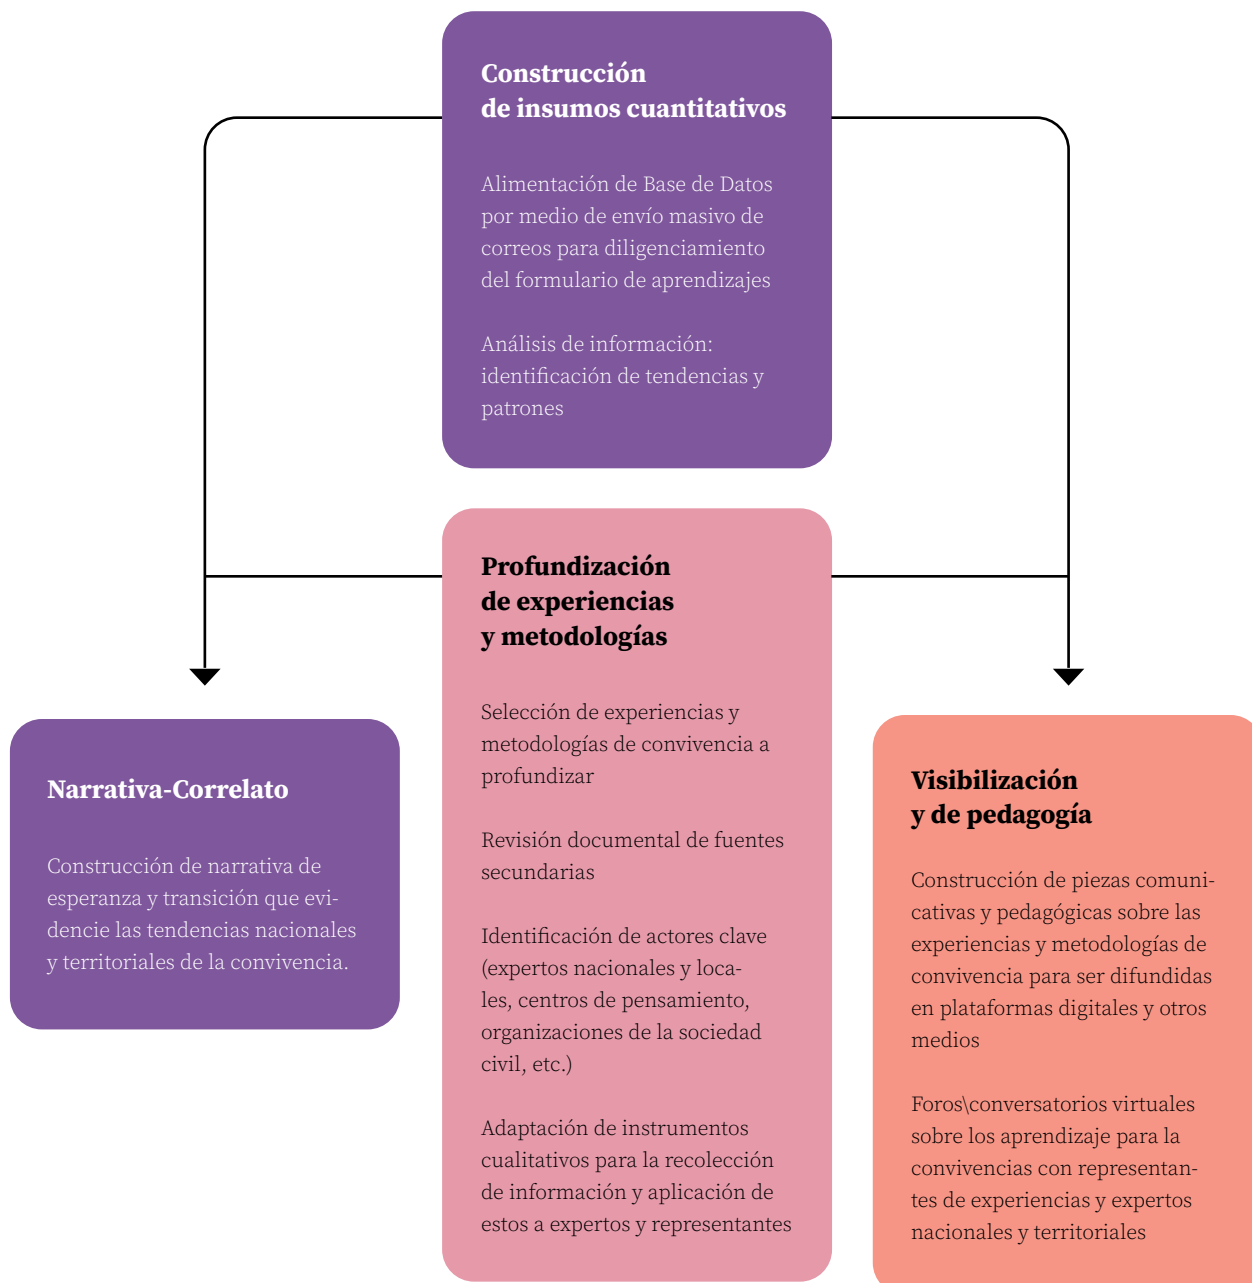 Construcción
de insumos cuantitativos
Alimentación de Base de Datos
por medio de envío masivo de
correos para diligenciamiento
del formulario de aprendizajes
Análisis de información:
identificación de tendencias y
patrones
Profundización
de experiencias
y metodologías
Selección de experiencias y
metodologías de convivencia a
profundizar
Revisión documental de fuentes
secundarias
Identificación de actores clave
(expertos nacionales y loca-
les, centros de pensamiento,
organizaciones de la sociedad
civil, etc.)
Adaptación de instrumentos
cualitativos para la recolección
de información y aplicación de
estos a expertos y representantes
Narrativa-Correlato
Construcción de narrativa de
esperanza y transición que evi-
dencie las tendencias nacionales
y territoriales de la convivencia.
Visibilización
y de pedagogía
Construcción de piezas comuni-
cativas y pedagógicas sobre las
experiencias y metodologías de
convivencia para ser difundidas
en plataformas digitales y otros
medios
Foros\conversatorios virtuales
sobre los aprendizaje para la
convivencias con representan-
tes de experiencias y expertos
nacionales y territoriales